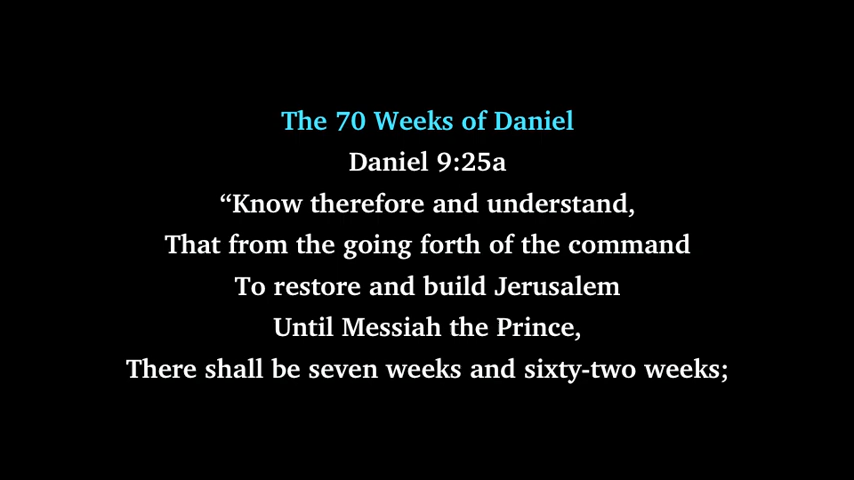 The 70 Weeks of Daniel
Daniel 9:25a
“Know therefore and understand,
That from the going forth of the command
To restore and build Jerusalem
Until Messiah the Prince,
There shall be seven weeks and sixty-two weeks;